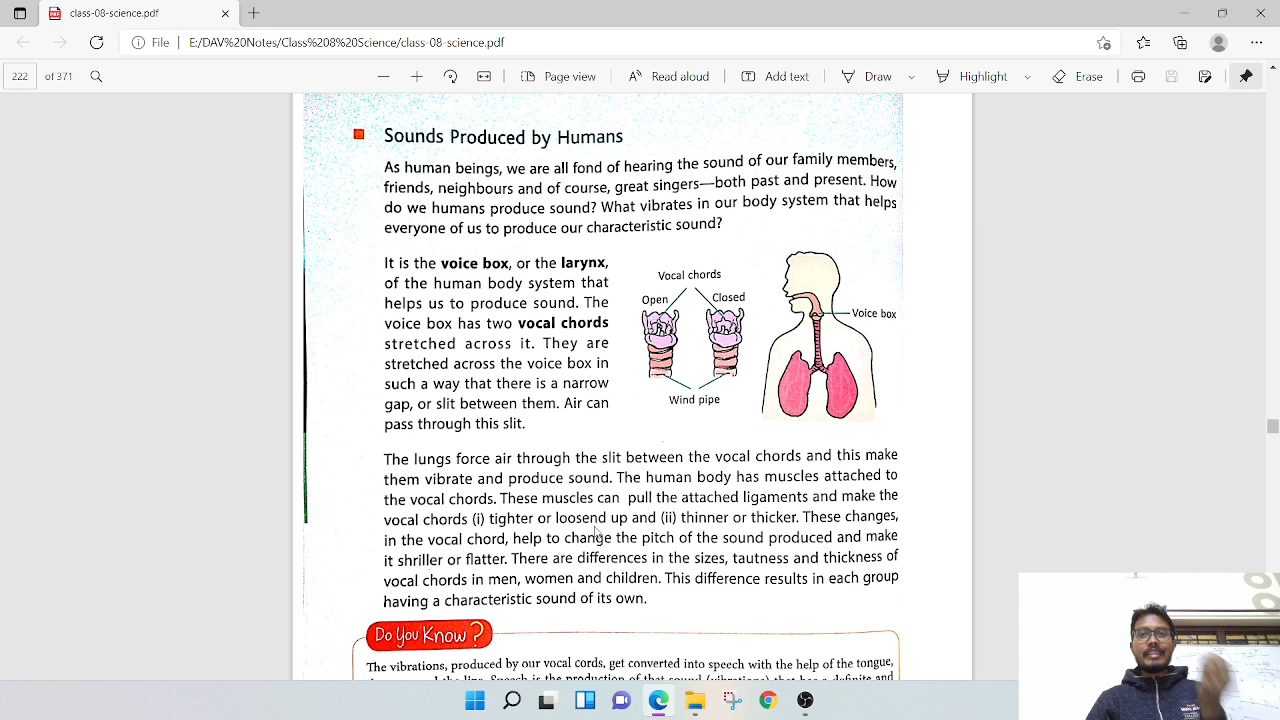 class-08-science.pdf
File | E:/DAV%20Notes/Class%208%20Science/class-08-science.pdf
222 of 371 Page view Read aloud Add text Draw Highlight Erase
Sounds Produced by Humans
As human beings, we are all fond of hearing the sound of our family members,
friends, neighbours and of course, great singers—both past and present. How
do we humans produce sound? What vibrates in our body system that helps
everyone of us to produce our characteristic sound?
It is the voice box, or the larynx,
of the human body system that
helps us to produce sound. The
voice box has two vocal chords
stretched across it. They are
stretched across the voice box in
such a way that there is a narrow
gap, or slit between them. Air can
pass through this slit.
Vocal chords
Open Closed
Voice box
Wind pipe
The lungs force air through the slit between the vocal chords and this make
them vibrate and produce sound. The human body has muscles attached to
the vocal chords. These muscles can pull the attached ligaments and make the
vocal chords (i) tighter or loosend up and (ii) thinner or thicker. These changes,
in the vocal chord, help to change the pitch of the sound produced and make
it shriller or flatter. There are differences in the sizes, tautness and thickness of
vocal chords in men, women and children. This difference results in each group
having a characteristic sound of its own.
Do You Know?
The vibrations, produced by our vocal cords, get converted into speech with the help of the tongue,